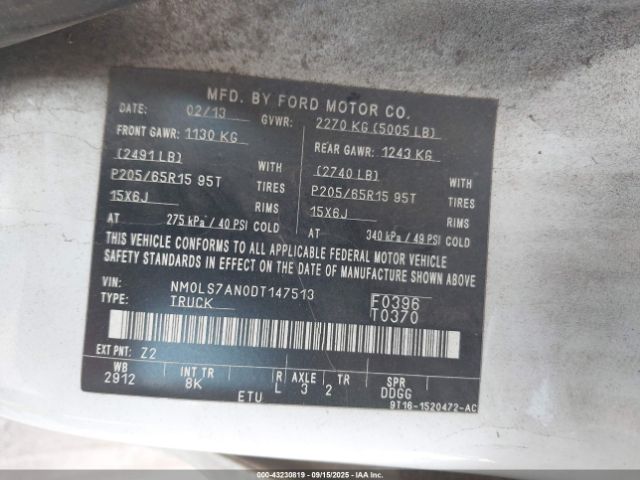 MFD. BY FORD MOTOR CO.
DATE: 02/13 GVWR: 2270 KG (5005 LB)
FRONT GAWR: 1130 KG REAR GAWR: 1243 KG
(2491 LB) (2740 LB)
P205/65R15 95T TIRES P205/65R15 95T TIRES
15X6J RIMS 15X6J RIMS
AT 275 kPa / 40 PSI COLD AT 340 kPa / 49 PSI COLD
THIS VEHICLE CONFORMS TO ALL APPLICABLE FEDERAL MOTOR VEHICLE
SAFETY STANDARDS IN EFFECT ON THE DATE OF MANUFACTURE SHOWN ABOVE.
VIN: NM0LS7AN0DT147513 F0396
TYPE: TRUCK T0370
EXT PNT: Z2
WB INT TR R AXLE TR SPR
2912 8K L 3 2 DDGG
ETU 9T16-1520472-AC
000-43230819 - 09/15/2025 - IAAI.COM